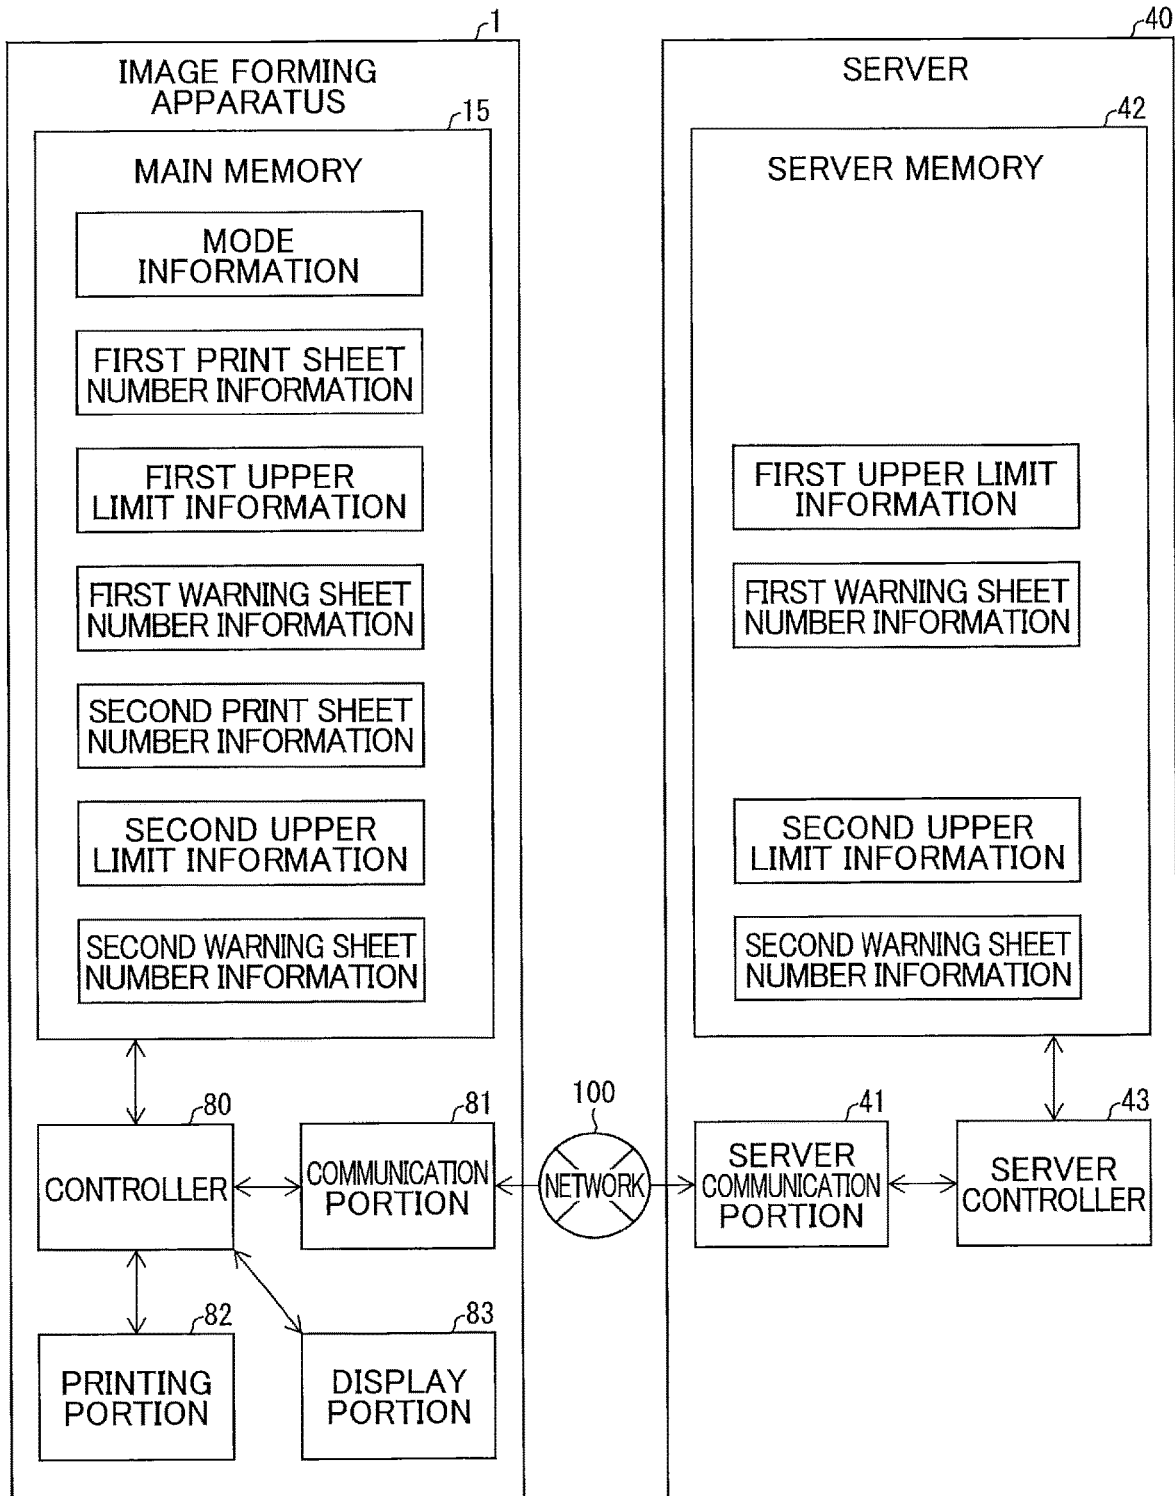 1
IMAGE FORMING
APPARATUS
15
MAIN MEMORY
MODE
INFORMATION
FIRST PRINT SHEET
NUMBER INFORMATION
FIRST UPPER
LIMIT INFORMATION
FIRST WARNING SHEET
NUMBER INFORMATION
SECOND PRINT SHEET
NUMBER INFORMATION
SECOND UPPER
LIMIT INFORMATION
SECOND WARNING SHEET
NUMBER INFORMATION
80
CONTROLLER
81
COMMUNICATION
PORTION
82
PRINTING
PORTION
83
DISPLAY
PORTION
100
NETWORK
40
SERVER
42
SERVER MEMORY
FIRST UPPER LIMIT
INFORMATION
FIRST WARNING SHEET
NUMBER INFORMATION
SECOND UPPER
LIMIT INFORMATION
SECOND WARNING SHEET
NUMBER INFORMATION
41
SERVER
COMMUNICATION
PORTION
43
SERVER
CONTROLLER